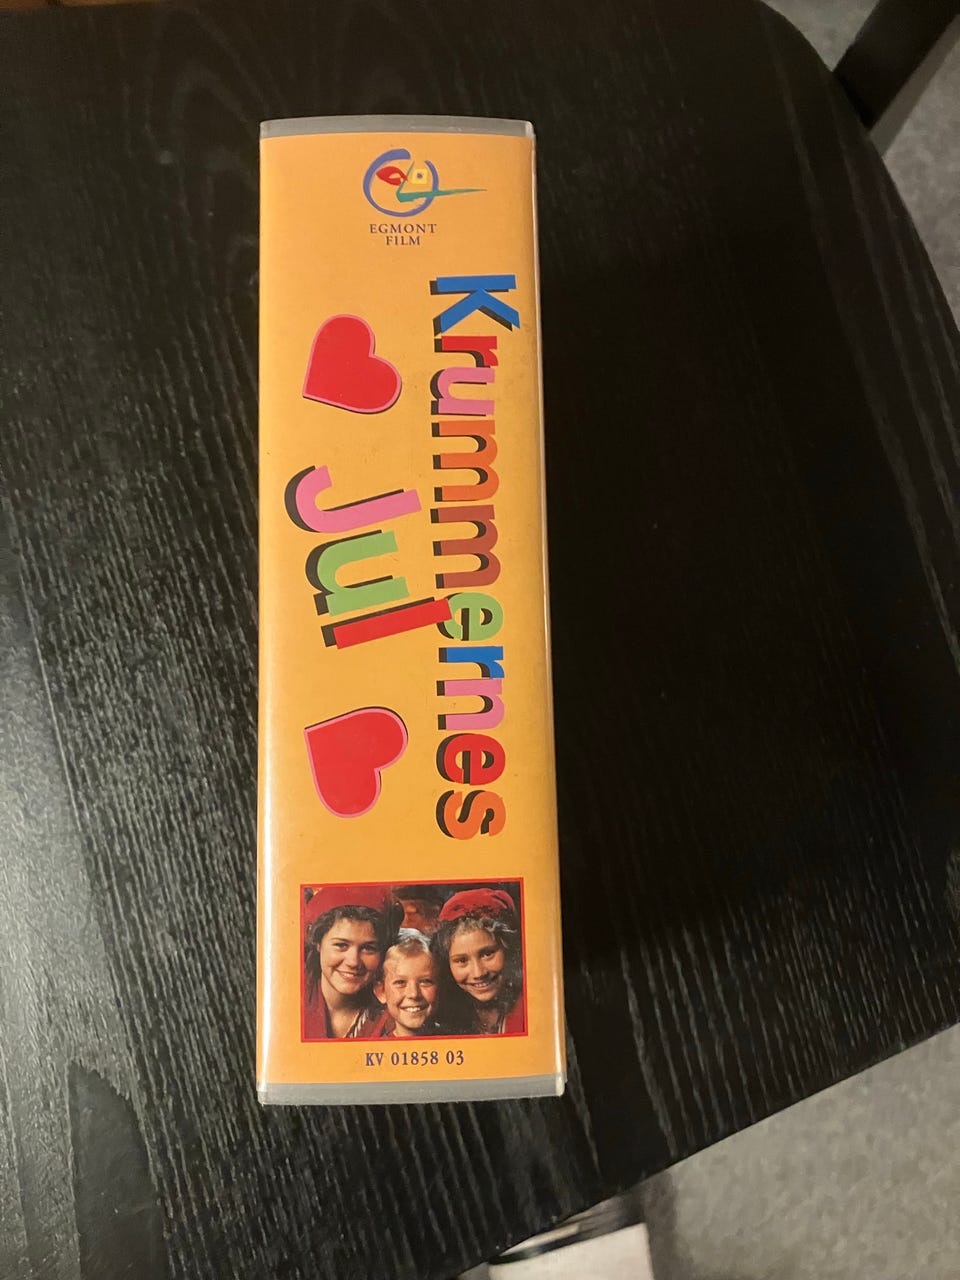 EGMONT
FILM
Krummernes
Jul
KV 01858 03